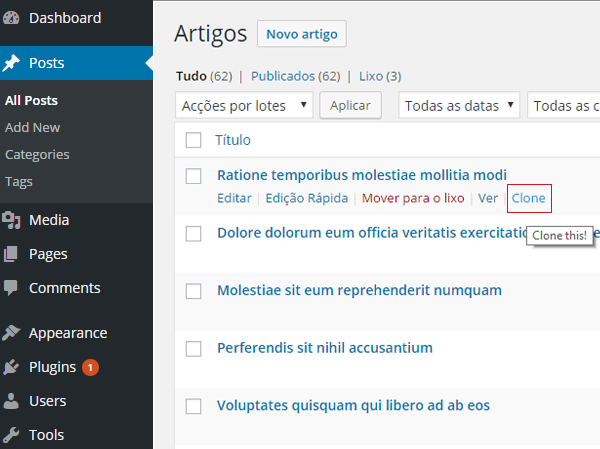 Dashboard
Posts
All Posts
Add New
Categories
Tags
Media
Pages
Comments
Appearance
Plugins 1
Users
Tools
Artigos Novo artigo
Tudo (62) | Publicados (62) | Lixo (3)
Acções por lotes Aplicar Todas as datas Todas as c
Título
Ratione temporibus molestiae mollitia modi
Editar | Edição Rápida | Mover para o lixo | Ver | Clone
Clone this!
Dolore dolorum eum officia veritatis exercitatio
Molestiae sit eum reprehenderit numquam
Perferendis sit nihil accusantium
Voluptates quisquam qui libero ad ab eos